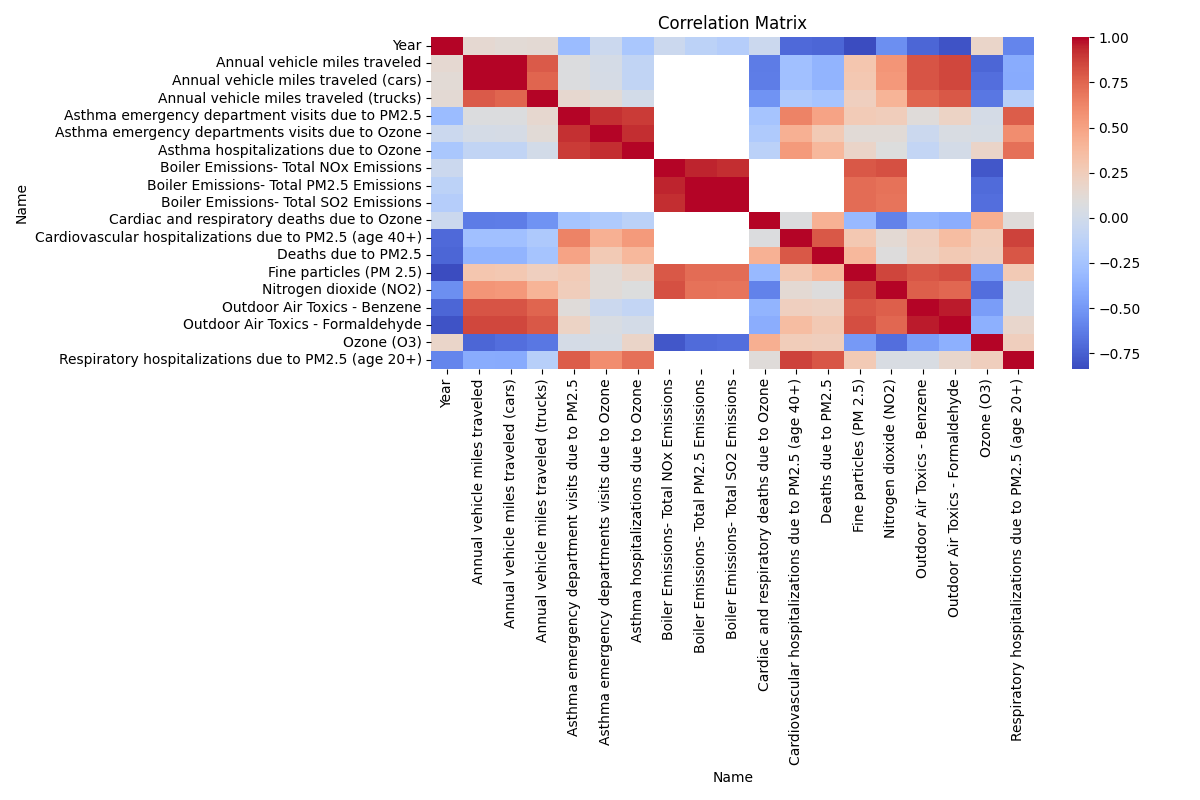 Correlation Matrix
Name
Year
Annual vehicle miles traveled
Annual vehicle miles traveled (cars)
Annual vehicle miles traveled (trucks)
Asthma emergency department visits due to PM2.5
Asthma emergency departments visits due to Ozone
Asthma hospitalizations due to Ozone
Boiler Emissions- Total NOx Emissions
Boiler Emissions- Total PM2.5 Emissions
Boiler Emissions- Total SO2 Emissions
Cardiac and respiratory deaths due to Ozone
Cardiovascular hospitalizations due to PM2.5 (age 40+)
Deaths due to PM2.5
Fine particles (PM 2.5)
Nitrogen dioxide (NO2)
Outdoor Air Toxics - Benzene
Outdoor Air Toxics - Formaldehyde
Ozone (O3)
Respiratory hospitalizations due to PM2.5 (age 20+)
Year
Annual vehicle miles traveled
Annual vehicle miles traveled (cars)
Annual vehicle miles traveled (trucks)
Asthma emergency department visits due to PM2.5
Asthma emergency departments visits due to Ozone
Asthma hospitalizations due to Ozone
Boiler Emissions- Total NOx Emissions
Boiler Emissions- Total PM2.5 Emissions
Boiler Emissions- Total SO2 Emissions
Cardiac and respiratory deaths due to Ozone
Cardiovascular hospitalizations due to PM2.5 (age 40+)
Deaths due to PM2.5
Fine particles (PM 2.5)
Nitrogen dioxide (NO2)
Outdoor Air Toxics - Benzene
Outdoor Air Toxics - Formaldehyde
Ozone (O3)
Respiratory hospitalizations due to PM2.5 (age 20+)
Name
1.00
0.75
0.50
0.25
0.00
−0.25
−0.50
−0.75